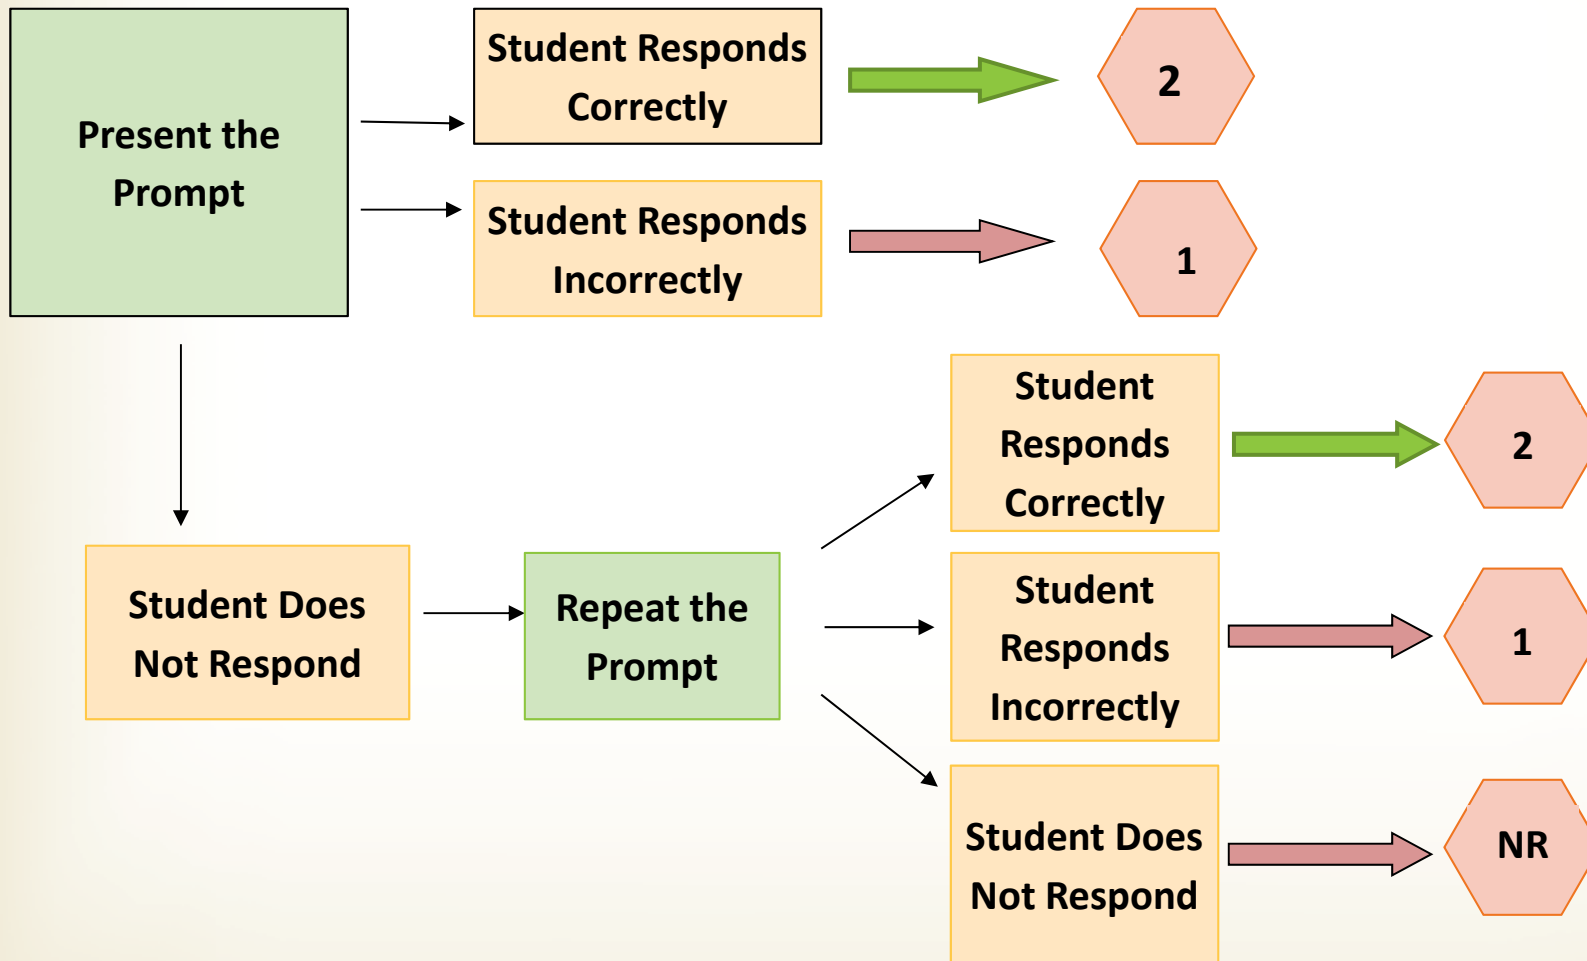 Present the
Prompt
Student Responds
Correctly
2
Student Responds
Incorrectly
1
Student Does
Not Respond
Repeat the
Prompt
Student
Responds
Correctly
2
Student
Responds
Incorrectly
1
Student Does
Not Respond
NR